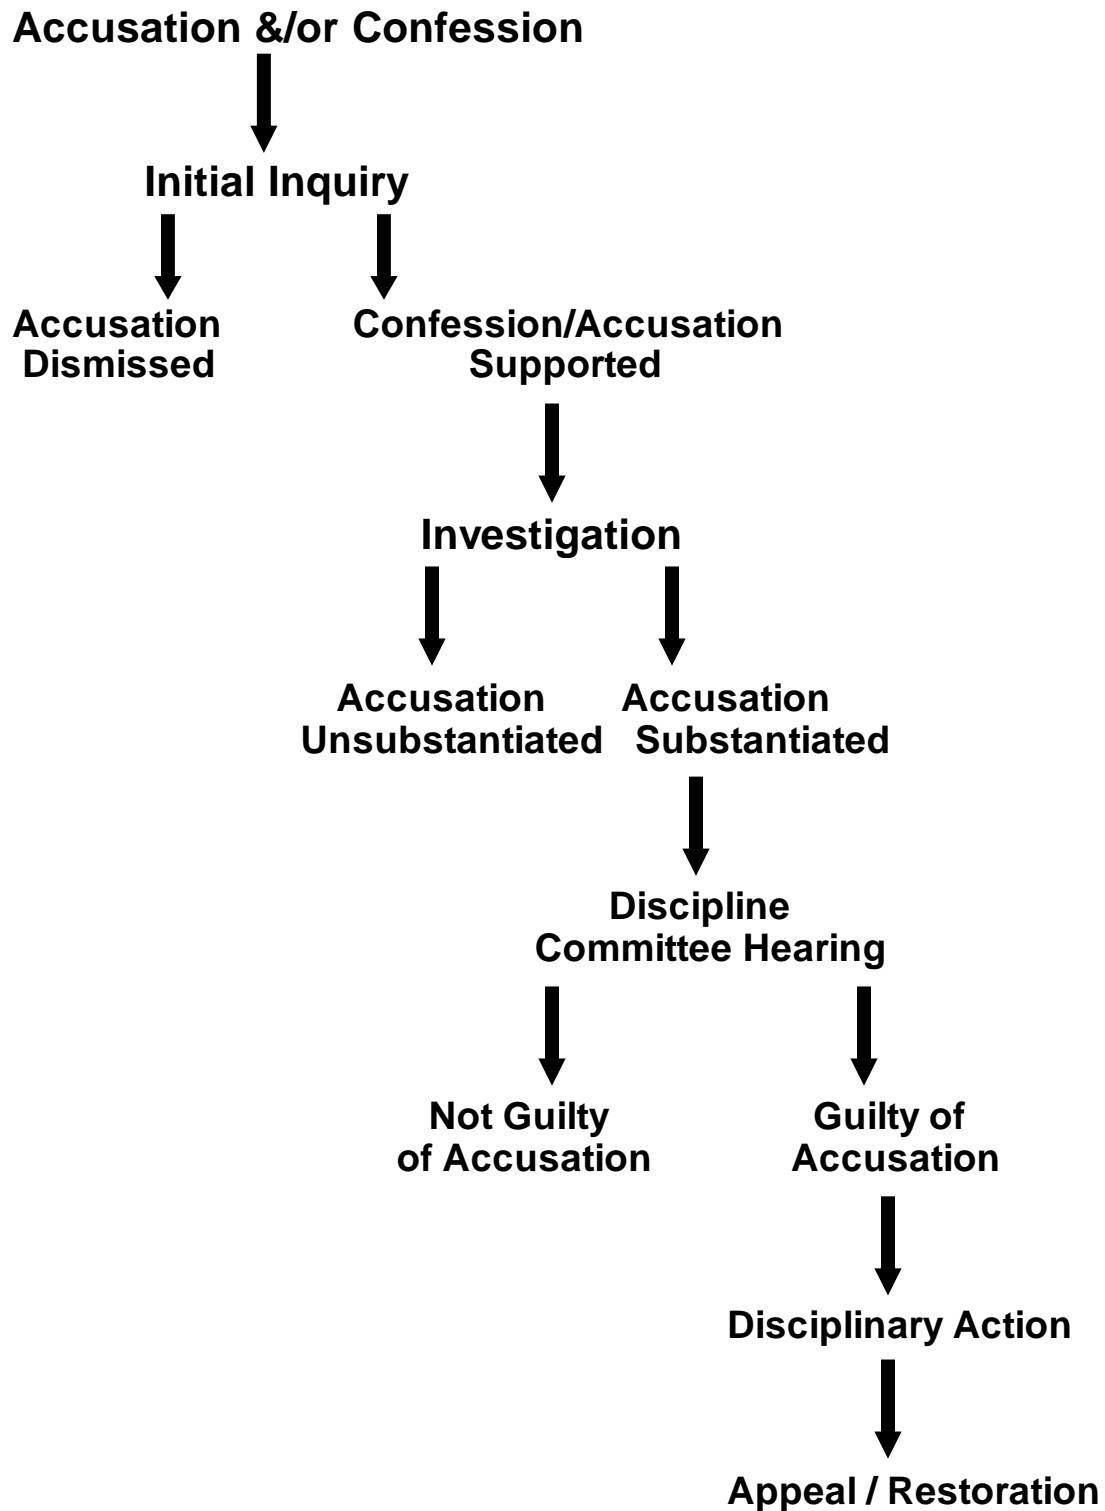 Accusation &/or Confession
Initial Inquiry
Accusation
Dismissed
Confession/Accusation
Supported
Investigation
Accusation
Unsubstantiated
Accusation
Substantiated
Discipline
Committee Hearing
Not Guilty
of Accusation
Guilty of
Accusation
Disciplinary Action
Appeal / Restoration